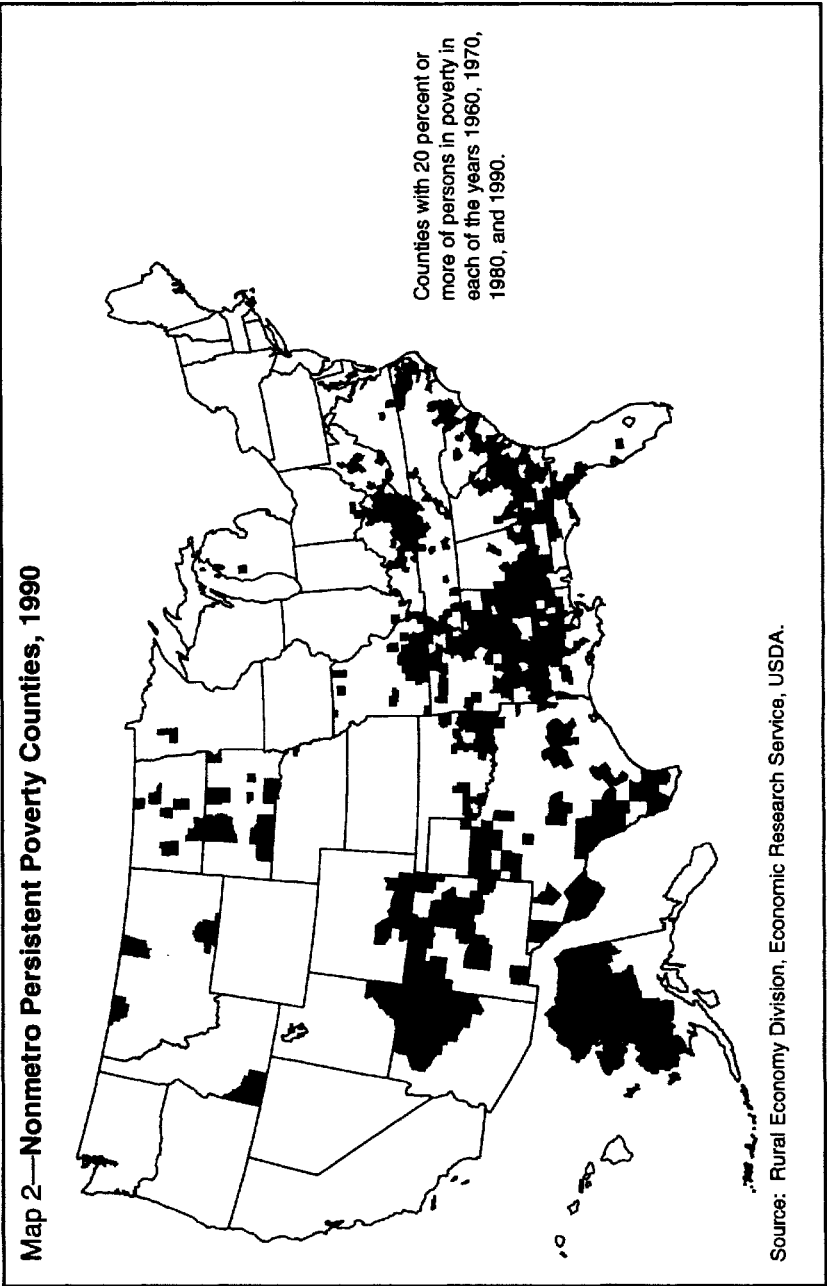 Map 2—Nonmetro Persistent Poverty Counties, 1990
Counties with 20 percent or
more of persons in poverty in
each of the years 1960, 1970,
1980, and 1990.
Source: Rural Economy Division, Economic Research Service, USDA.